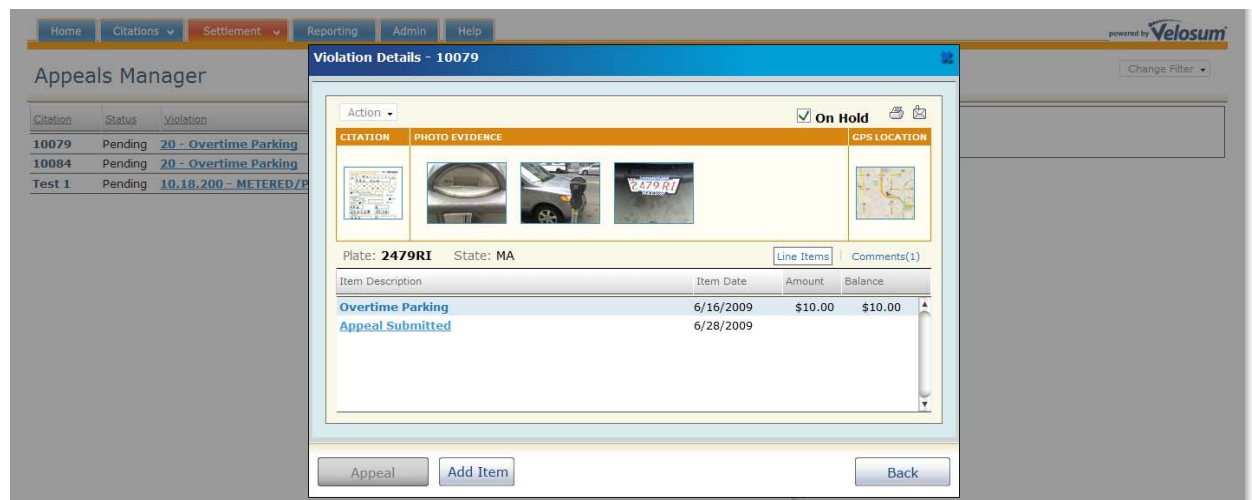 Home Citations Settlement Reporting Admin Help
powered by Velosum
Violation Details - 10079
Appeals Manager
Change Filter
Action
On Hold
Citation Status Violation
CITATION PHOTO EVIDENCE GPS LOCATION
10079 Pending 20 - Overtime Parking
10084 Pending 20 - Overtime Parking
Test 1 Pending 10.18.200 - METERED/P
2479 RI
Plate: 2479RI State: MA Line Items Comments(1)
Item Description Item Date Amount Balance
Overtime Parking 6/16/2009 $10.00 $10.00
Appeal Submitted 6/28/2009
Appeal Add Item Back